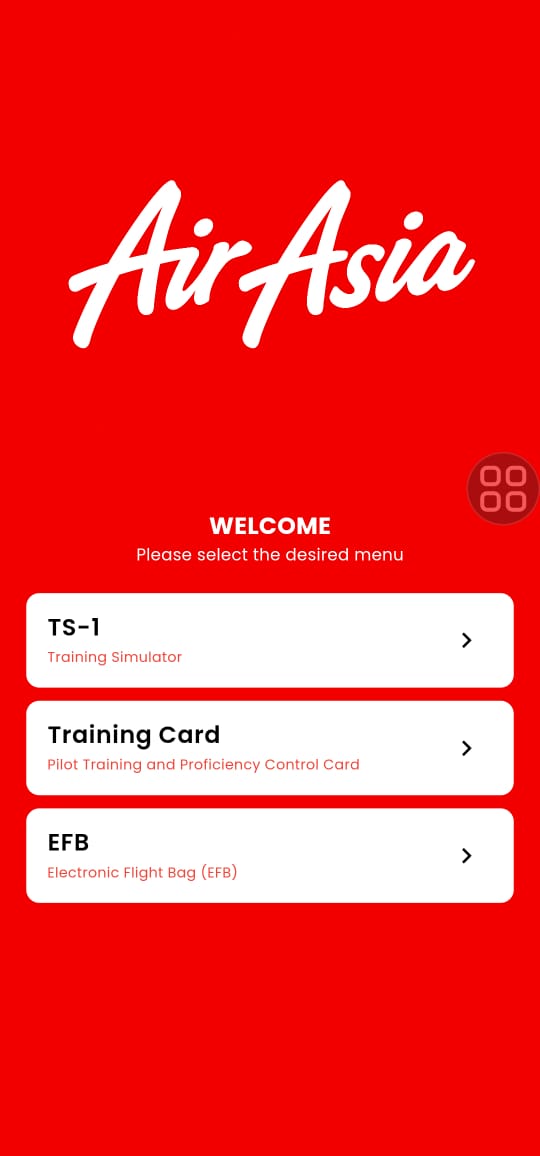 AirAsia
WELCOME
Please select the desired menu
TS-1
Training Simulator
Training Card
Pilot Training and Proficiency Control Card
EFB
Electronic Flight Bag (EFB)